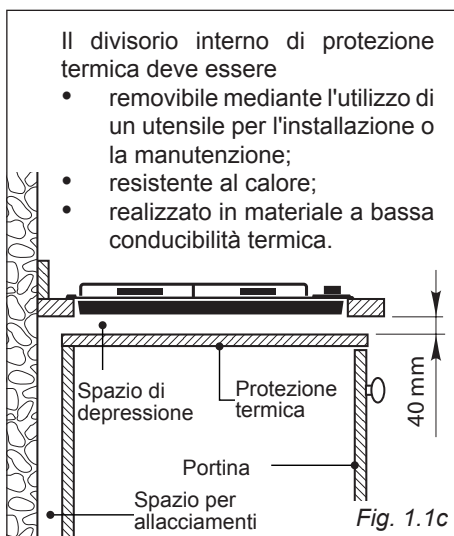 Il divisorio interno di protezione
termica deve essere
• removibile mediante l'utilizzo di
un utensile per l'installazione o
la manutenzione;
• resistente al calore;
• realizzato in materiale a bassa
conducibilità termica.
40 mm
Spazio di
depressione
Protezione
termica
Portina
Spazio per
allacciamenti
Fig. 1.1c